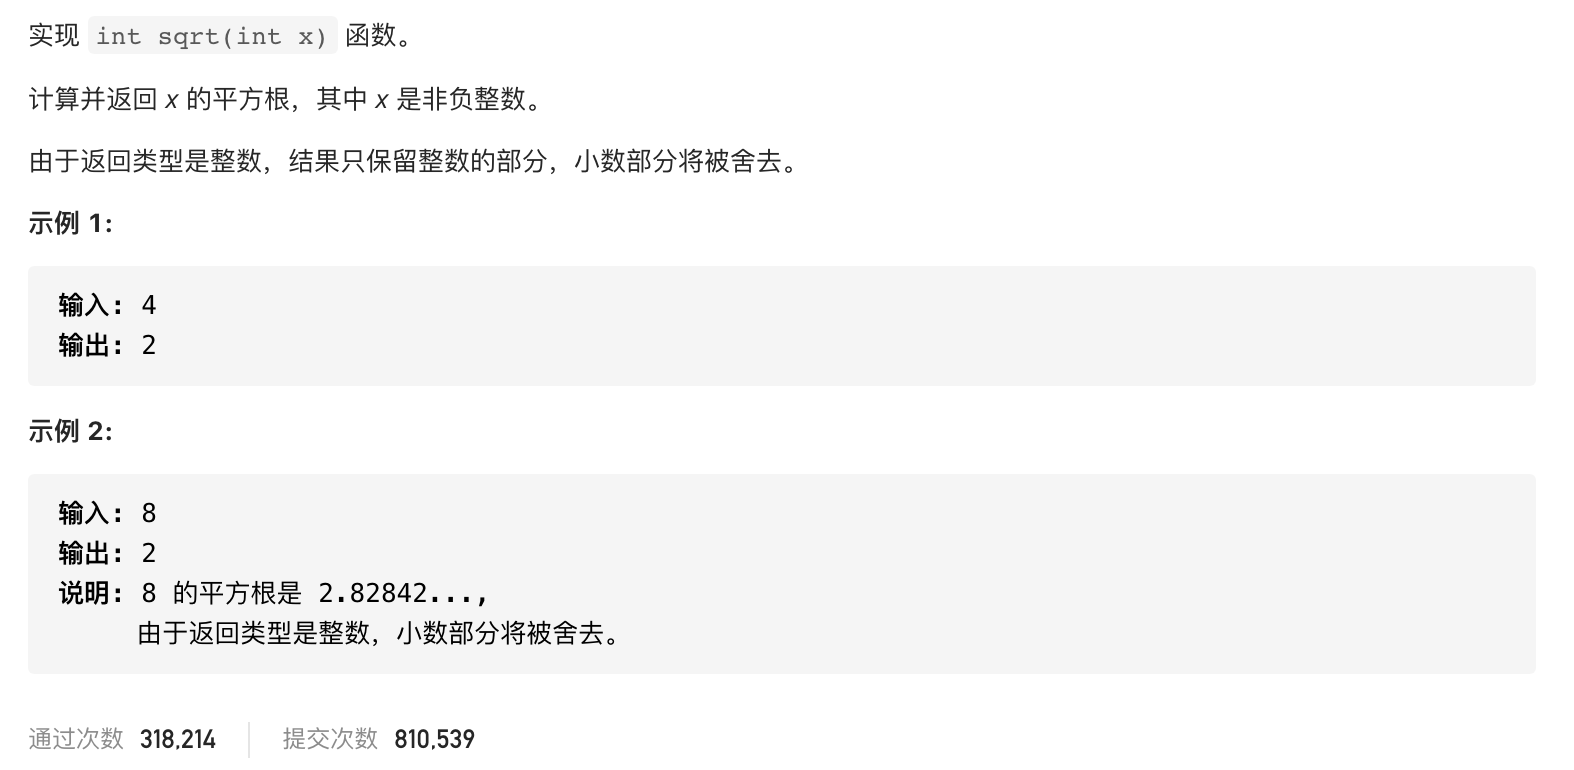 实现 int sqrt(int x) 函数。
计算并返回 x 的平方根，其中 x 是非负整数。
由于返回类型是整数，结果只保留整数的部分，小数部分将被舍去。
示例 1:
输入: 4
输出: 2
示例 2:
输入: 8
输出: 2
说明: 8 的平方根是 2.82842...,
由于返回类型是整数，小数部分将被舍去。
通过次数 318,214 提交次数 810,539